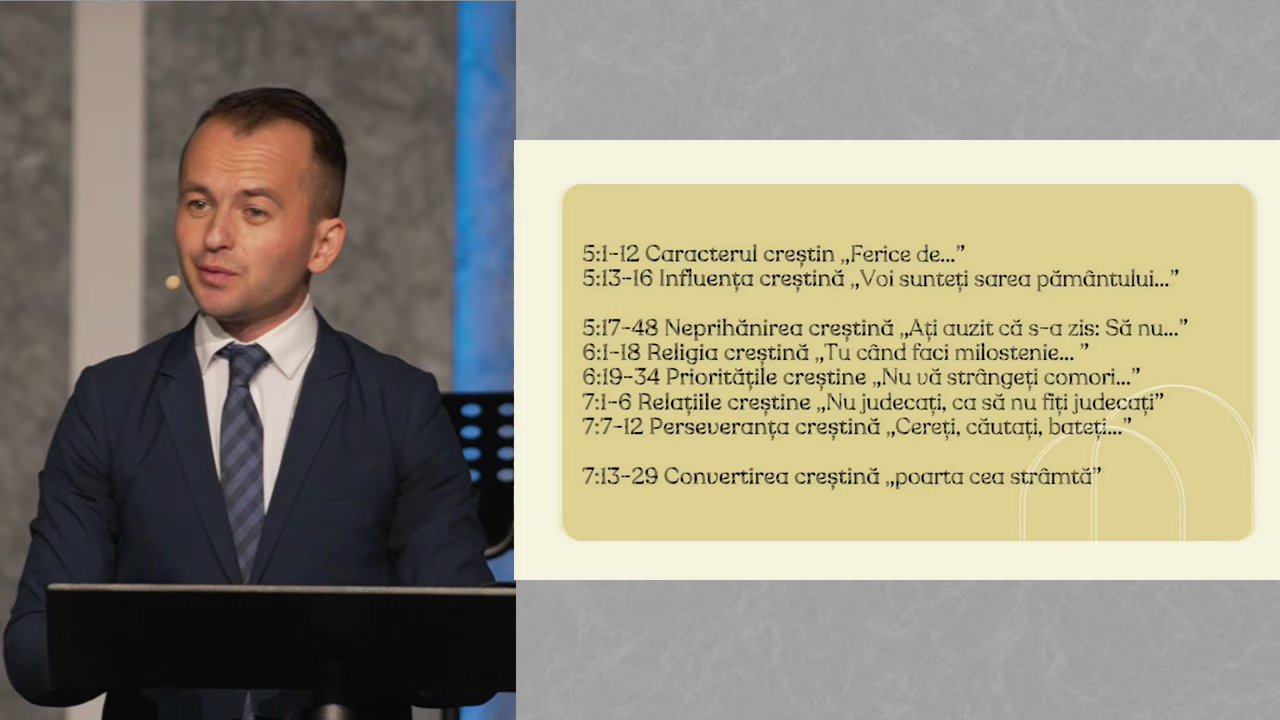 5:1-12 Caracterul creștin „Ferice de...”
5:13-16 Influența creștină „Voi sunteți sarea pământului...”
5:17-48 Neprihănirea creștină „Ați auzit că s-a zis: Să nu...”
6:1-18 Religia creștină „Tu când faci milostenie... ”
6:19-34 Prioritățile creștine „Nu vă strângeți comori...”
7:1-6 Relațiile creștine „Nu judecați, ca să nu fiți judecați”
7:7-12 Perseveranța creștină „Cereți, căutați, bateți...”
7:13-29 Convertirea creștină „poarta cea strâmtă”